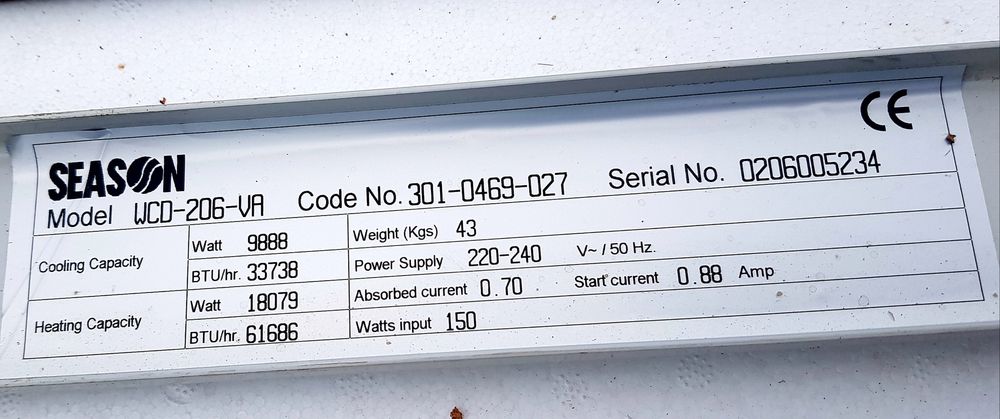 CE
SEASON
Model WCD-206-VA Code No. 301-0469-027 Serial No. 0206005234
Cooling Capacity
Watt 9888
BTU/hr. 33738
Heating Capacity
Watt 18079
BTU/hr. 61686
Weight (Kgs) 43
Power Supply 220-240 V~ / 50 Hz.
Absorbed current 0.70 Start current 0.88 Amp
Watts input 150